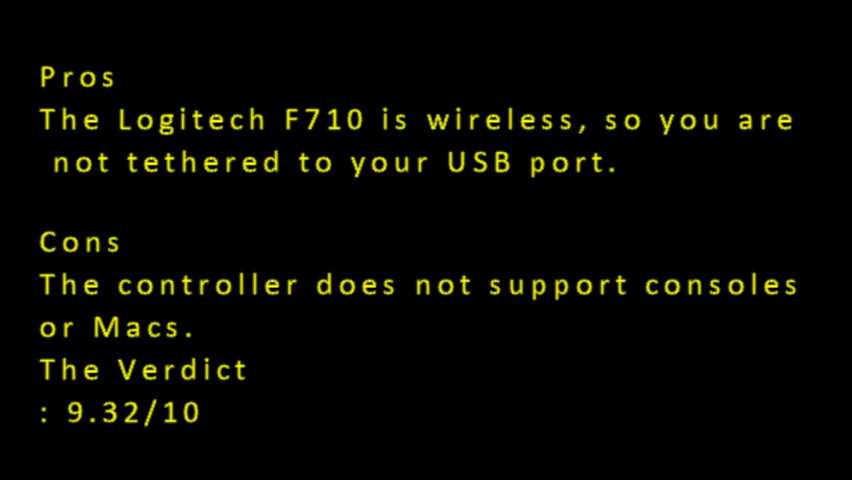 Pros
The Logitech F710 is wireless, so you are
not tethered to your USB port.
Cons
The controller does not support consoles
or Macs.
The Verdict
: 9.32/10